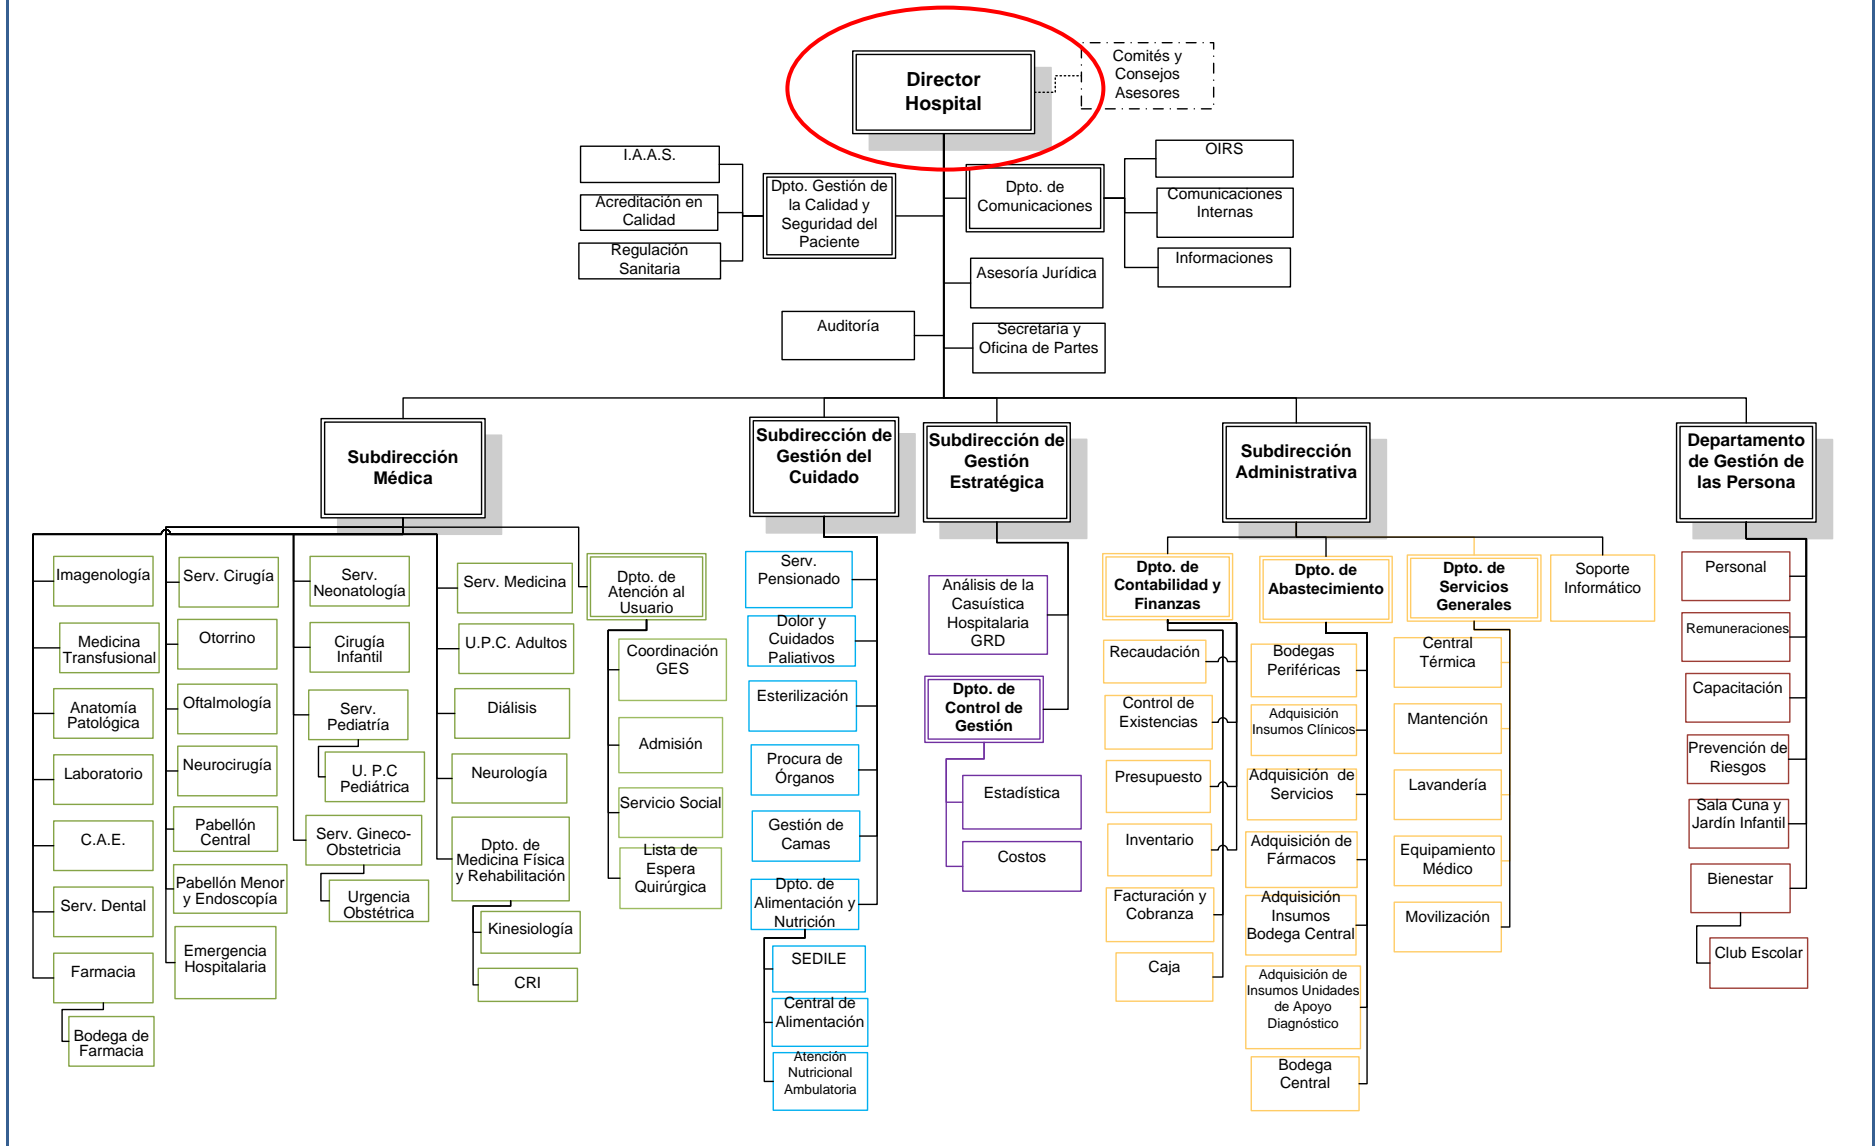 Director
Hospital
Comités y
Consejos
Asesores
I.A.A.S.
Acreditación en
Calidad
Regulación
Sanitaria
Dpto. Gestión de
la Calidad y
Seguridad del
Paciente
Dpto. de
Comunicaciones
OIRS
Comunicaciones
Internas
Informaciones
Asesoría Jurídica
Auditoría
Secretaría y
Oficina de Partes
Subdirección
Médica
Subdirección de
Gestión del
Cuidado
Subdirección de
Gestión
Estratégica
Subdirección
Administrativa
Departamento
de Gestión de
las Persona
Imagenología
Medicina
Transfusional
Anatomía
Patológica
Laboratorio
C.A.E.
Serv. Dental
Farmacia
Bodega de
Farmacia
Serv. Cirugía
Otorrino
Oftalmología
Neurocirugía
Pabellón
Central
Pabellón Menor
y Endoscopía
Emergencia
Hospitalaria
Serv.
Neonatología
Cirugía
Infantil
Serv.
Pediatría
U. P.C
Pediátrica
Serv. Gineco-
Obstetricia
Urgencia
Obstétrica
Serv. Medicina
U.P.C. Adultos
Diálisis
Neurología
Dpto. de
Medicina Física
y Rehabilitación
Kinesiología
CRI
Dpto. de
Atención al
Usuario
Coordinación
GES
Admisión
Servicio Social
Lista de
Espera
Quirúrgica
Serv.
Pensionado
Dolor y
Cuidados
Paliativos
Esterilización
Procura de
Órganos
Gestión de
Camas
Dpto. de
Alimentación y
Nutrición
SEDILE
Central de
Alimentación
Atención
Nutricional
Ambulatoria
Análisis de la
Casuística
Hospitalaria
GRD
Dpto. de
Control de
Gestión
Estadística
Costos
Dpto. de
Contabilidad y
Finanzas
Recaudación
Control de
Existencias
Presupuesto
Inventario
Facturación y
Cobranza
Caja
Dpto. de
Abastecimiento
Bodegas
Periféricas
Adquisición
Insumos Clínicos
Adquisición de
Servicios
Adquisición de
Fármacos
Adquisición
Insumos
Bodega Central
Adquisición de
Insumos Unidades
de Apoyo
Diagnóstico
Bodega
Central
Dpto. de
Servicios
Generales
Central
Térmica
Mantención
Lavandería
Equipamiento
Médico
Movilización
Soporte
Informático
Personal
Remuneraciones
Capacitación
Prevención de
Riesgos
Sala Cuna y
Jardín Infantil
Bienestar
Club Escolar